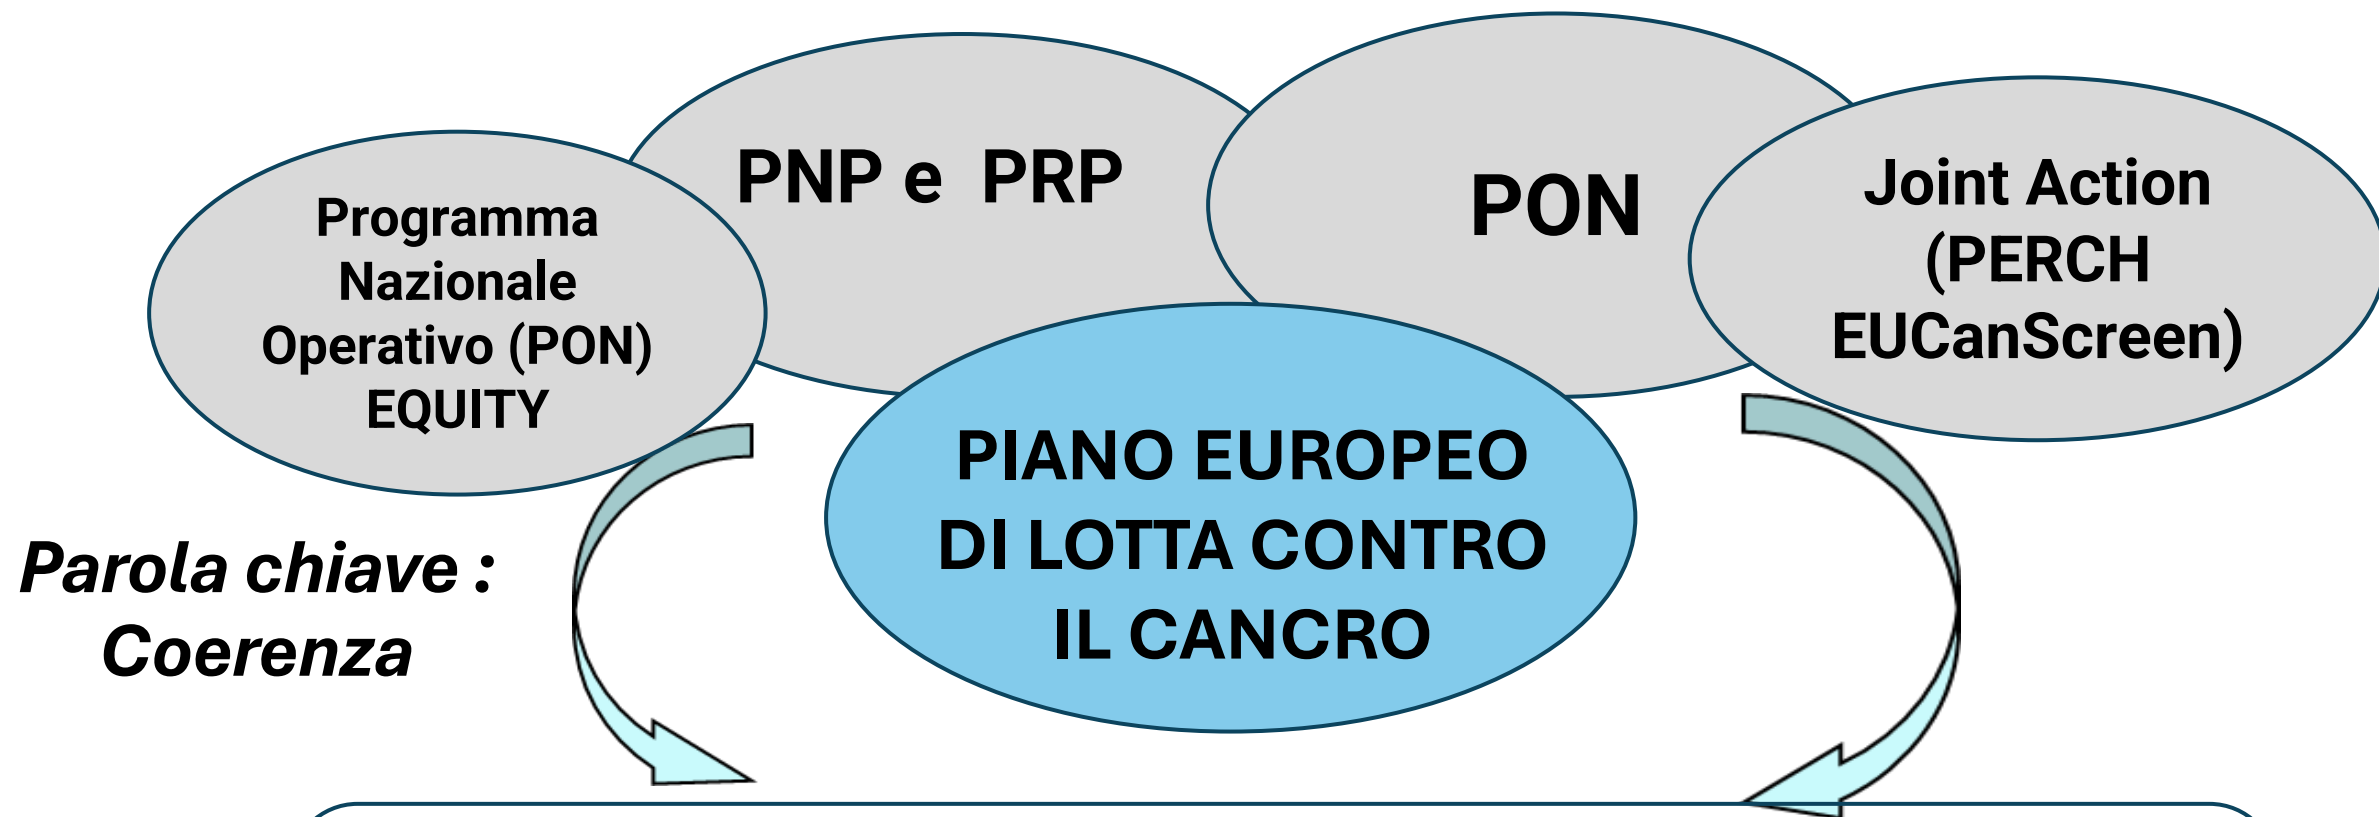 Programma
Nazionale
Operativo (PON)
EQUITY
PNP e  PRP
PON
Joint Action
(PERCH
EUCanScreen)
PIANO EUROPEO
DI LOTTA CONTRO
IL CANCRO
Parola chiave :
Coerenza